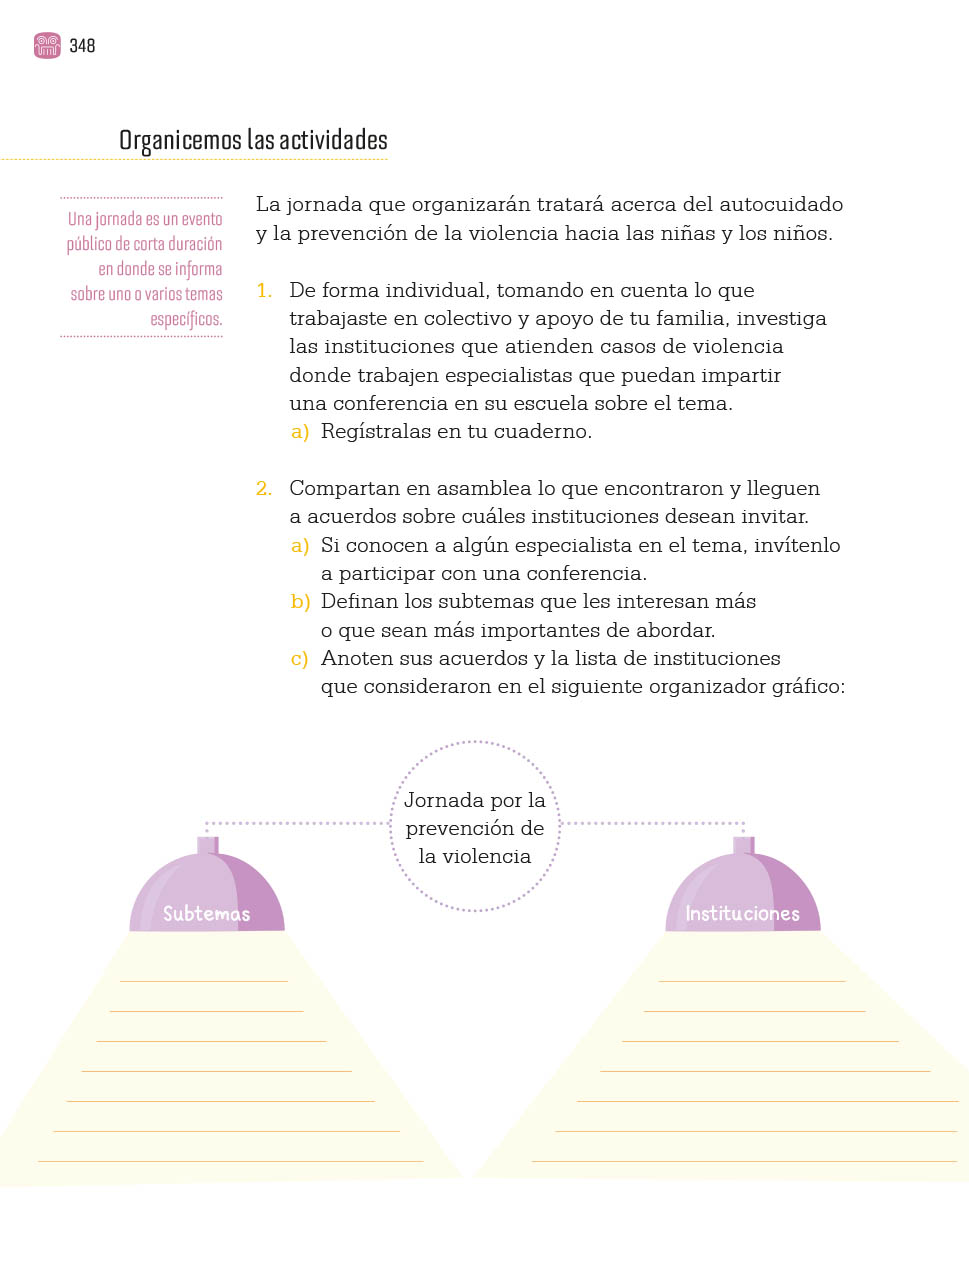 348
Organicemos las actividades
Una jornada es un evento
público de corta duración
en donde se informa
sobre uno o varios temas
específicos.
La jornada que organizarán tratará acerca del autocuidado
y la prevención de la violencia hacia las niñas y los niños.
1. De forma individual, tomando en cuenta lo que
trabajaste en colectivo y apoyo de tu familia, investiga
las instituciones que atienden casos de violencia
donde trabajen especialistas que puedan impartir
una conferencia en su escuela sobre el tema.
a) Regístralas en tu cuaderno.
2. Compartan en asamblea lo que encontraron y lleguen
a acuerdos sobre cuáles instituciones desean invitar.
a) Si conocen a algún especialista en el tema, invítenlo
a participar con una conferencia.
b) Definan los subtemas que les interesan más
o que sean más importantes de abordar.
c) Anoten sus acuerdos y la lista de instituciones
que consideraron en el siguiente organizador gráfico:
Jornada por la
prevención de
la violencia
Subtemas
Instituciones